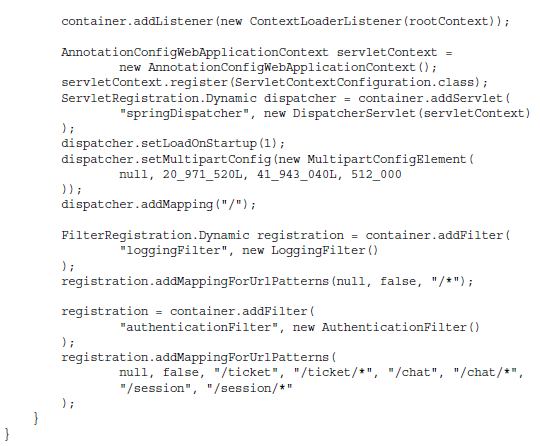 container.addListener(new ContextLoaderListener(rootContext));

AnnotationConfigWebApplicationContext servletContext =
        new AnnotationConfigWebApplicationContext();
servletContext.register(ServletContextConfiguration.class);
ServletRegistration.Dynamic dispatcher = container.addServlet(
        "springDispatcher", new DispatcherServlet(servletContext)
);
dispatcher.setLoadOnStartup(1);
dispatcher.setMultipartConfig(new MultipartConfigElement(
        null, 20_971_520L, 41_943_040L, 512_000
));
dispatcher.addMapping("/");

FilterRegistration.Dynamic registration = container.addFilter(
        "loggingFilter", new LoggingFilter()
);
registration.addMappingForUrlPatterns(null, false, "/*");

registration = container.addFilter(
        "authenticationFilter", new AuthenticationFilter()
);
registration.addMappingForUrlPatterns(
        null, false, "/ticket", "/ticket/*", "/chat", "/chat/*",
        "/session", "/session/*"
);
}
}